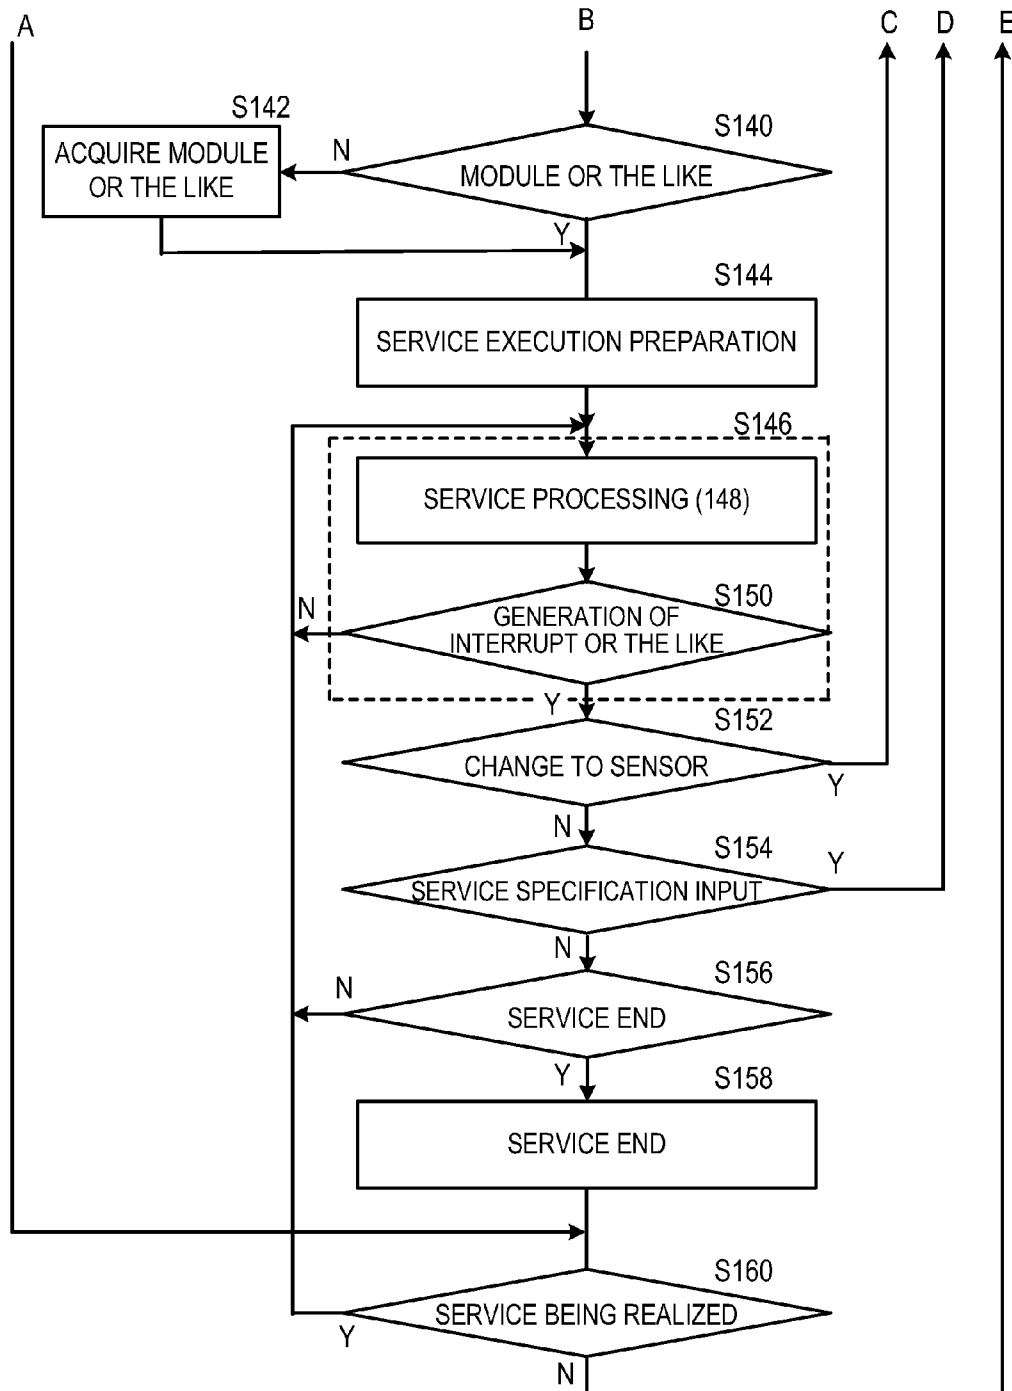 A
B
C
D
E
S142
S140
ACQUIRE MODULE
OR THE LIKE
N
MODULE OR THE LIKE
Y
S144
SERVICE EXECUTION PREPARATION
S146
SERVICE PROCESSING (148)
S150
N
GENERATION OF
INTERRUPT OR THE LIKE
Y
S152
CHANGE TO SENSOR
Y
N
S154
Y
SERVICE SPECIFICATION INPUT
N
S156
N
SERVICE END
Y
S158
SERVICE END
S160
SERVICE BEING REALIZED
Y
N